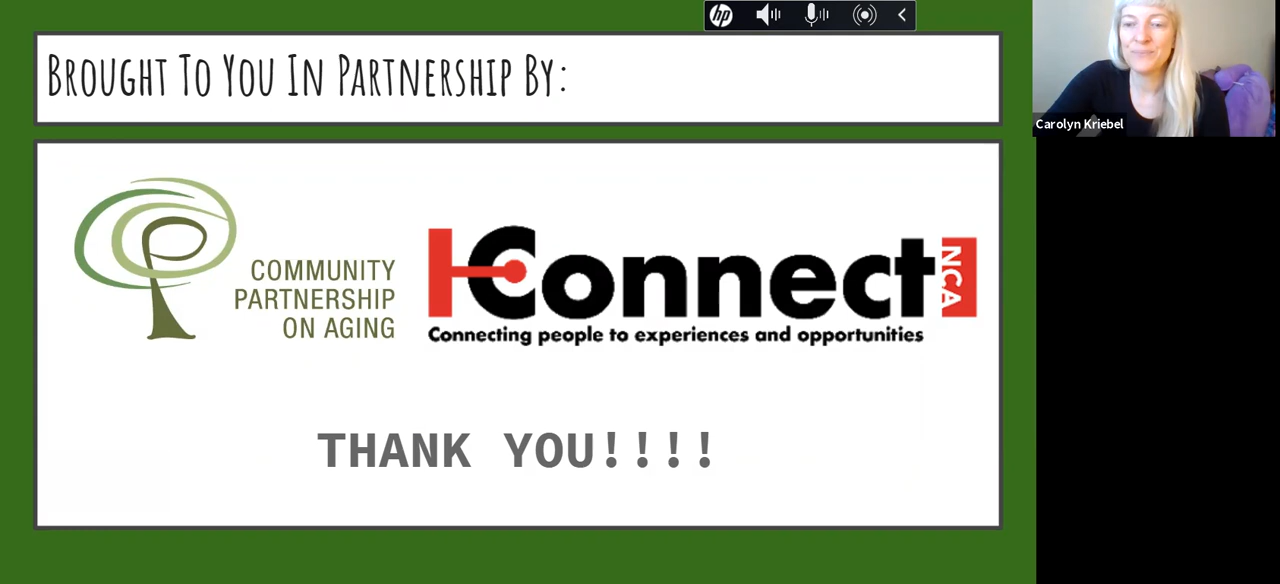 hp
BROUGHT TO YOU IN PARTNERSHIP BY:
Carolyn Kriebel
COMMUNITY
PARTNERSHIP
ON AGING
Connect
NCA
Connecting people to experiences and opportunities
THANK YOU!!!!